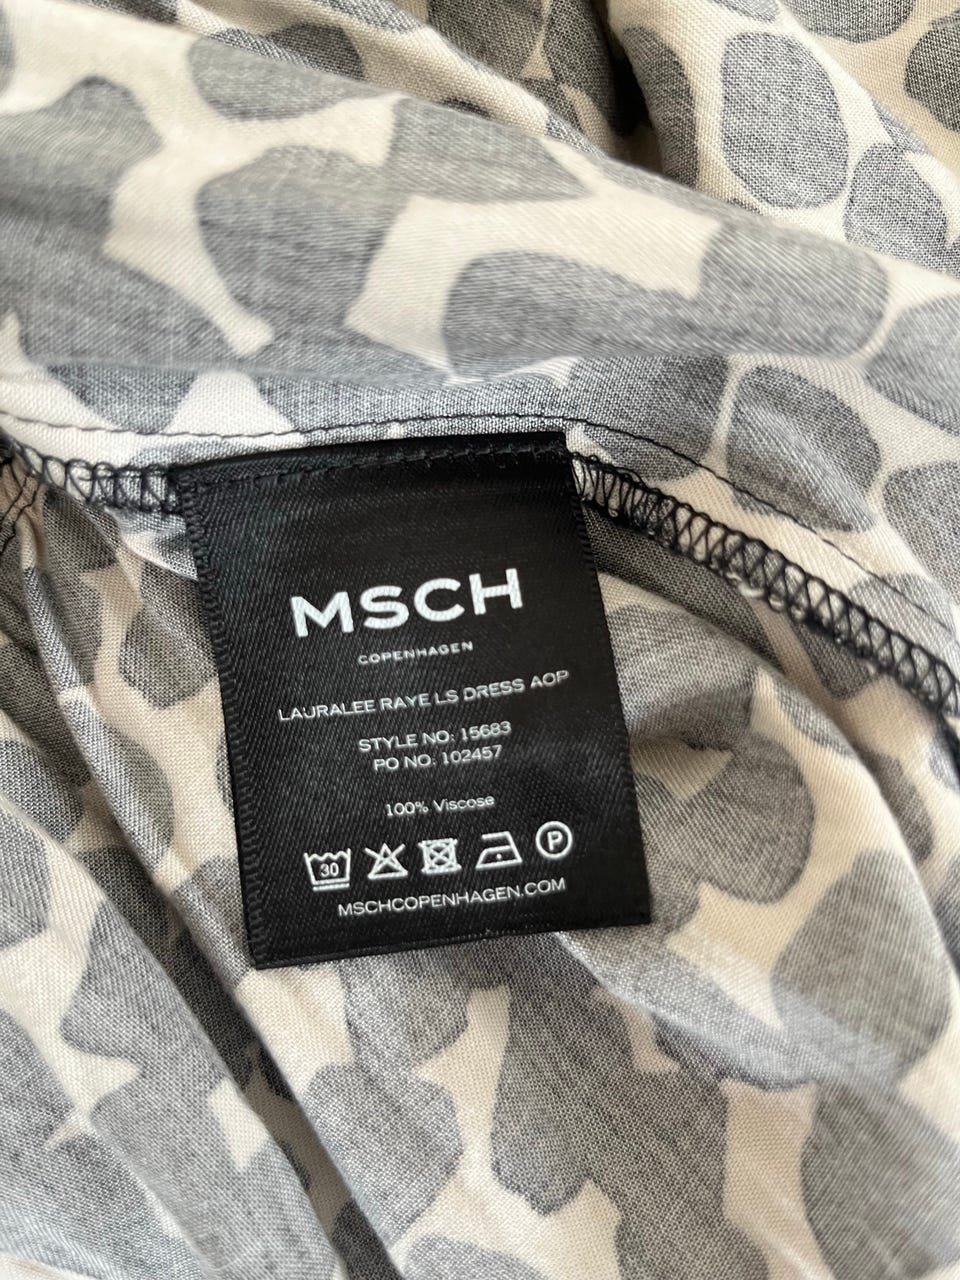 MSCH
COPENHAGEN
LAURALEE RAYE LS DRESS AOP
STYLE NO: 15683
PO NO: 102457
100% Viscose
30 P
MSCHCOPENHAGEN.COM